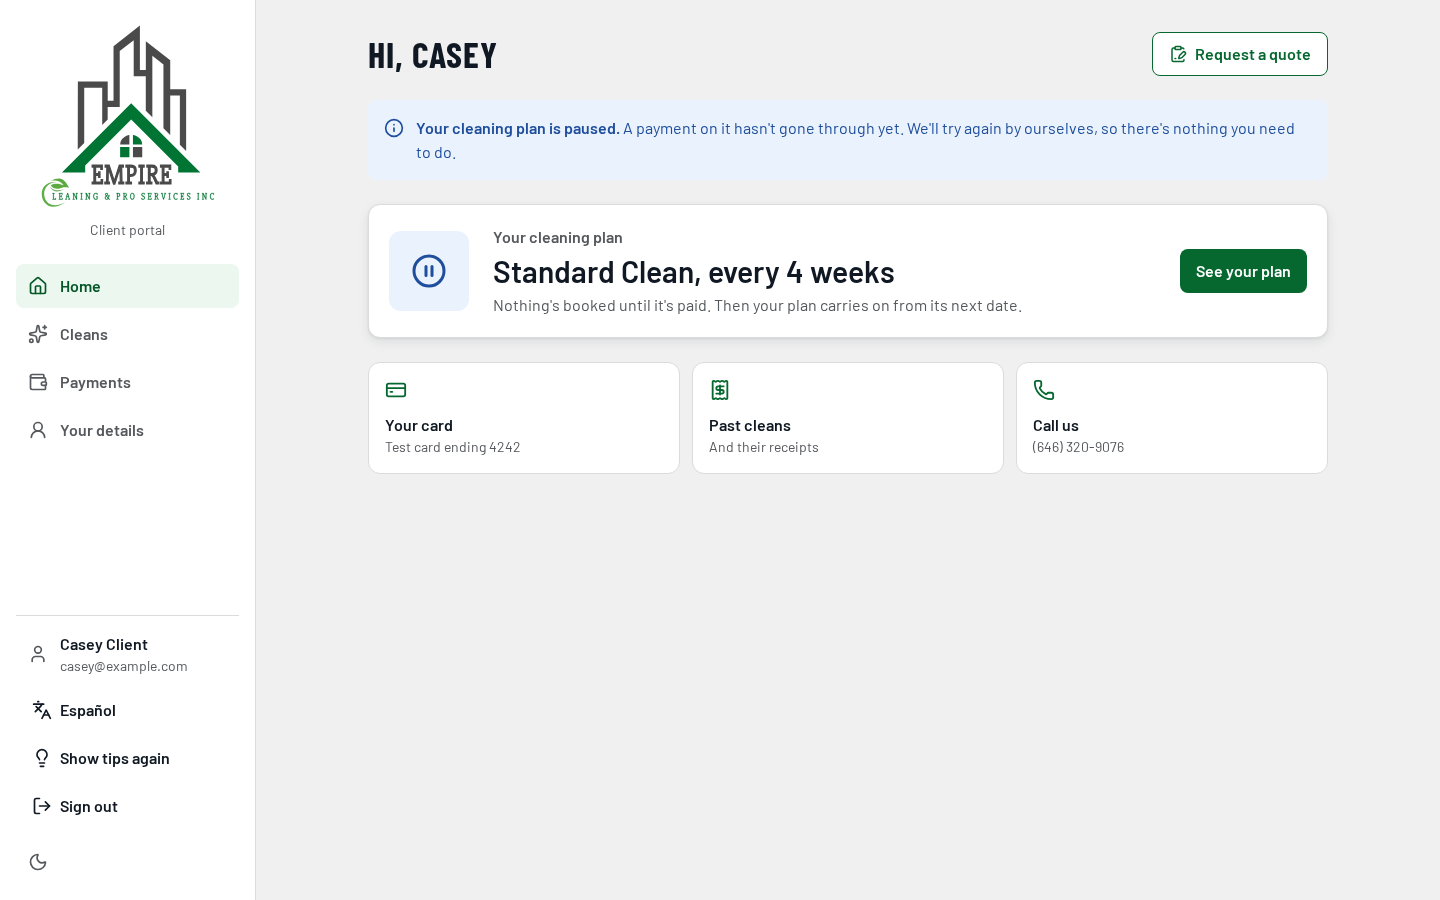 EMPIRE
LEANING & PRO SERVICES INC
Client portal
Home
Cleans
Payments
Your details
Casey Client
casey@example.com
Español
Show tips again
Sign out
HI, CASEY
Request a quote
Your cleaning plan is paused. A payment on it hasn't gone through yet. We'll try again by ourselves, so there's nothing you need
to do.
Your cleaning plan
Standard Clean, every 4 weeks
Nothing's booked until it's paid. Then your plan carries on from its next date.
See your plan
Your card
Test card ending 4242
Past cleans
And their receipts
Call us
(646) 320-9076